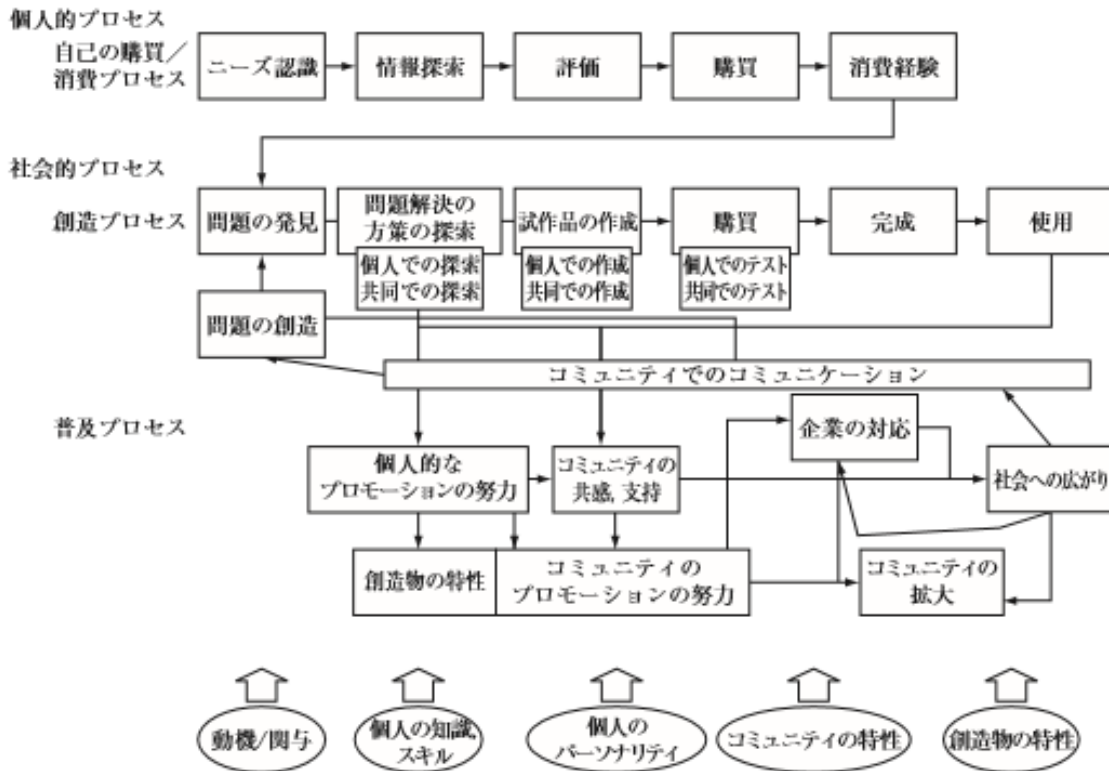 個人的プロセス
自己の購買／
消費プロセス
ニーズ認識
情報探索
評価
購買
消費経験
社会的プロセス
創造プロセス
問題の発見
問題解決の
方策の探索
試作品の作成
購買
完成
使用
個人での探索
共同での探索
個人での作成
共同での作成
個人でのテスト
共同でのテスト
問題の創造
コミュニティでのコミュニケーション
普及プロセス
個人的な
プロモーションの努力
コミュニティの
共感, 支持
企業の対応
社会への広がり
創造物の特性
コミュニティの
プロモーションの努力
コミュニティの
拡大
動機/関与
個人の知識,
スキル
個人の
パーソナリティ
コミュニティの特性
創造物の特性